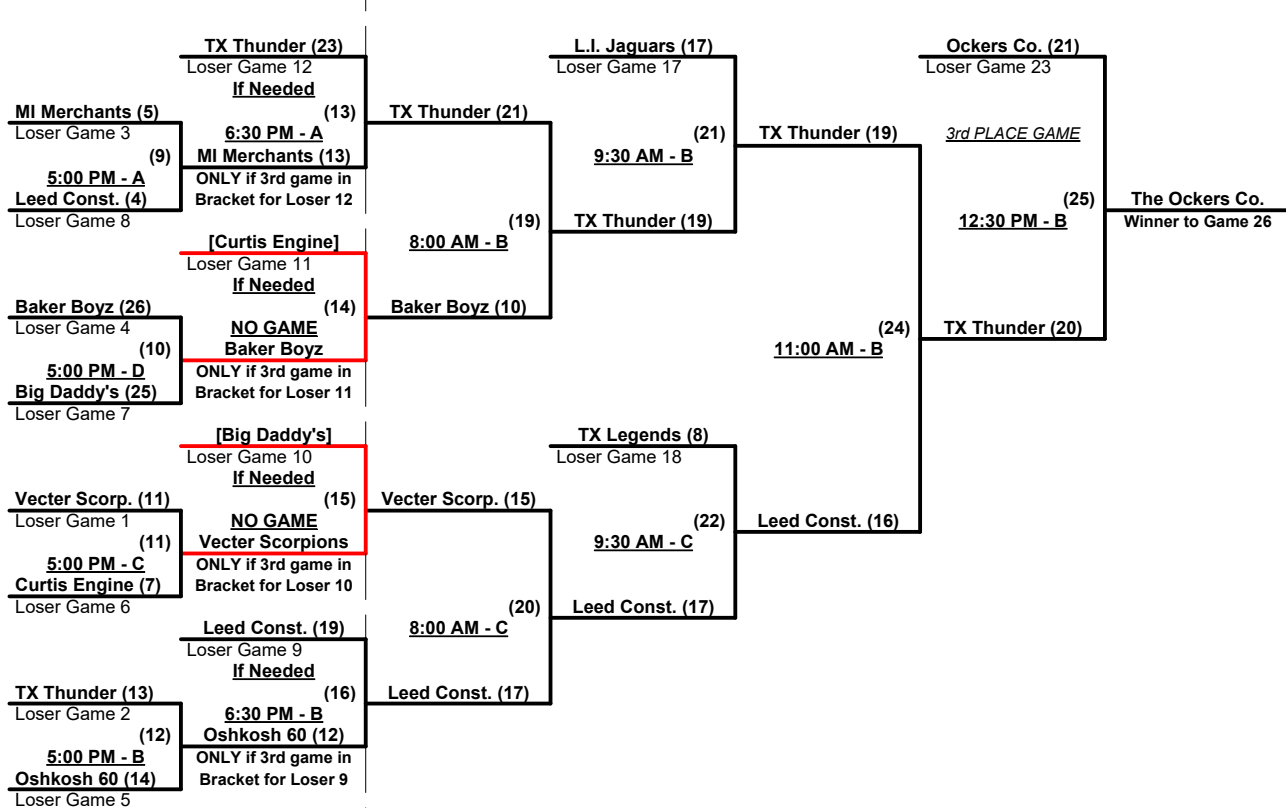 TX Thunder (23)
Loser Game 12
If Needed
MI Merchants (5)
Loser Game 3
(13)
6:30 PM - A
(9)
MI Merchants (13)
5:00 PM - A
ONLY if 3rd game in
Leed Const. (4)
Bracket for Loser 12
Loser Game 8
[Curtis Engine]
Loser Game 11
If Needed
Baker Boyz (26)
Loser Game 4
(14)
NO GAME
(10)
Baker Boyz
5:00 PM - D
ONLY if 3rd game in
Big Daddy's (25)
Bracket for Loser 11
Loser Game 7
[Big Daddy's]
Loser Game 10
If Needed
Vecter Scorp. (11)
Loser Game 1
(15)
NO GAME
(11)
Vecter Scorpions
5:00 PM - C
ONLY if 3rd game in
Curtis Engine (7)
Bracket for Loser 10
Loser Game 6
Leed Const. (19)
Loser Game 9
If Needed
TX Thunder (13)
Loser Game 2
(16)
6:30 PM - B
(12)
Oshkosh 60 (12)
5:00 PM - B
ONLY if 3rd game in
Oshkosh 60 (14)
Bracket for Loser 9
Loser Game 5
TX Thunder (21)
(19)
8:00 AM - B
Baker Boyz (10)
Vecter Scorp. (15)
(20)
8:00 AM - C
Leed Const. (17)
L.I. Jaguars (17)
Loser Game 17
(21)
9:30 AM - B
TX Thunder (19)
TX Legends (8)
Loser Game 18
(22)
9:30 AM - C
Leed Const. (17)
TX Thunder (19)
(24)
11:00 AM - B
Leed Const. (16)
Ockers Co. (21)
Loser Game 23
3rd PLACE GAME
(25)
12:30 PM - B
TX Thunder (20)
The Ockers Co.
Winner to Game 26